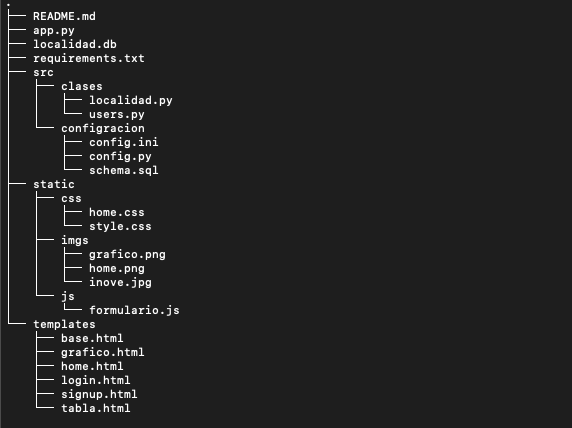 .
├── README.md
├── app.py
├── localidad.db
├── requirements.txt
├── src
│   ├── clases
│   │   ├── localidad.py
│   │   └── users.py
│   └── configracion
│       ├── config.ini
│       ├── config.py
│       └── schema.sql
├── static
│   ├── css
│   │   ├── home.css
│   │   └── style.css
│   ├── imgs
│   │   ├── grafico.png
│   │   ├── home.png
│   │   └── inove.jpg
│   └── js
│       └── formulario.js
└── templates
    ├── base.html
    ├── grafico.html
    ├── home.html
    ├── login.html
    ├── signup.html
    └── tabla.html